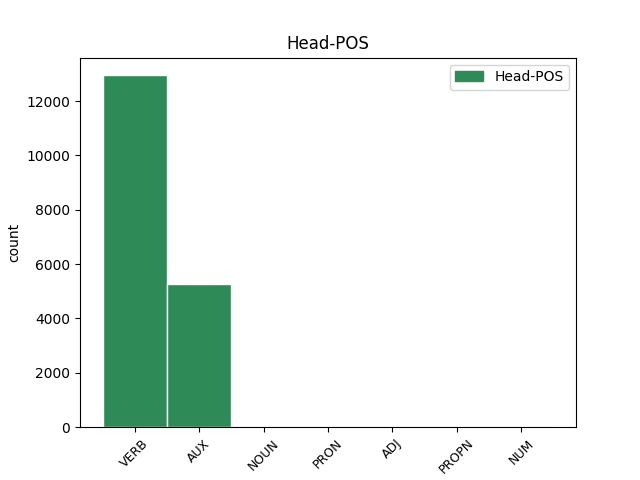 Head-POS
Head-POS
12000
10000
8000
6000
4000
2000
0
count
VERB
AUX
NOUN
PRON
ADJ
PROPN
NUM